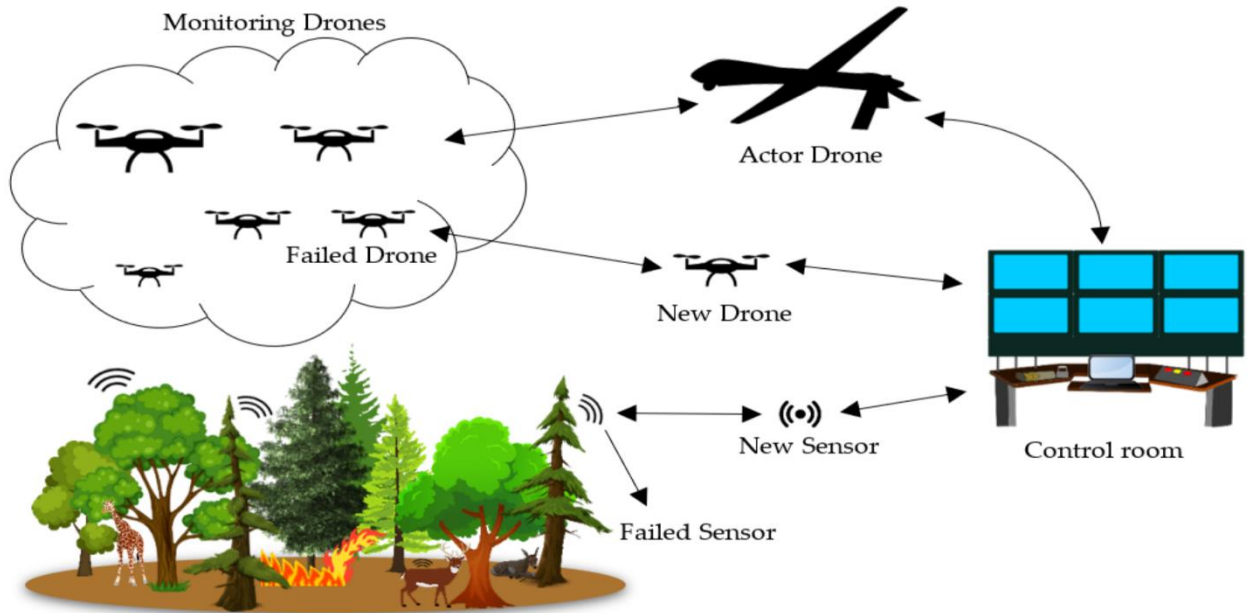 Monitoring Drones
Actor Drone
Failed Drone
New Drone
New Sensor
Control room
Failed Sensor